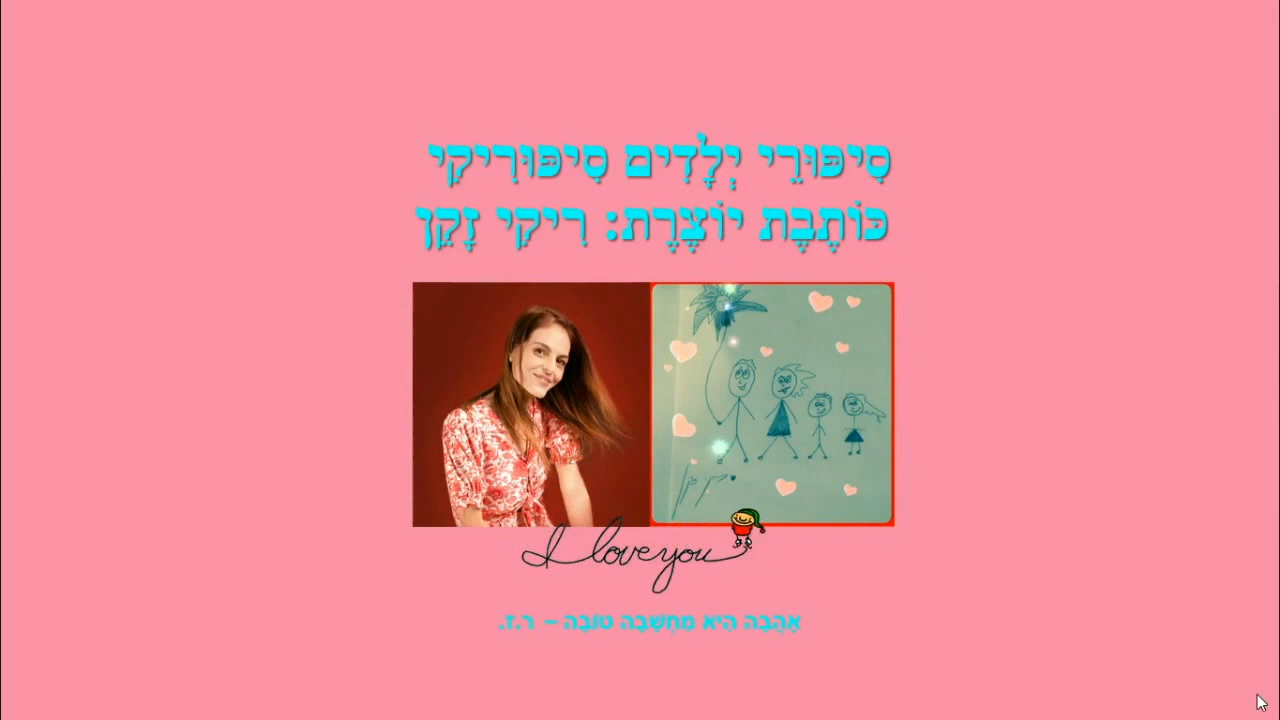 סִיפּוּרֵי יְלָדִים סִיפּוּרִיקִי
כּוֹתֶבֶת יוֹצֶרֶת: רִיקִי זָקֵן
I love you
אַהֲבָה הִיא מַחְשָׁבָה טוֹבָה – ר.ז.